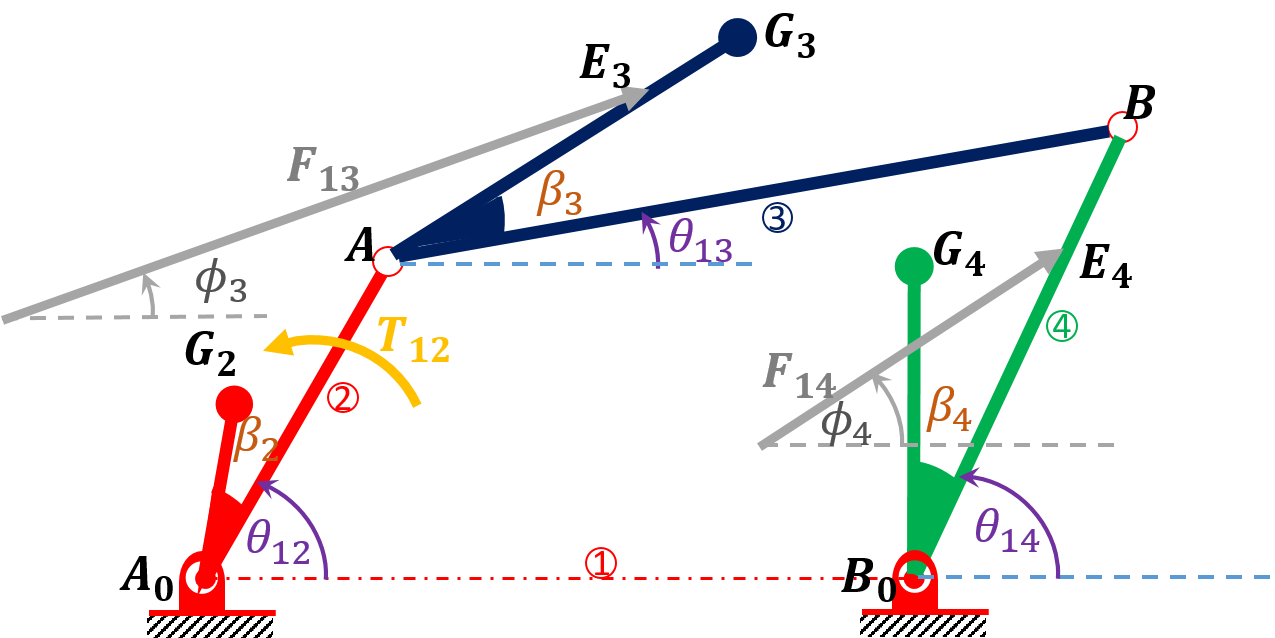 G₃
E₃
B
F₁₃
β₃
③
A
θ₁₃
G₄
E₄
ϕ₃
T₁₂
G₂
④
F₁₄
②
β₂
ϕ₄
β₄
θ₁₂
θ₁₄
①
A₀
B₀